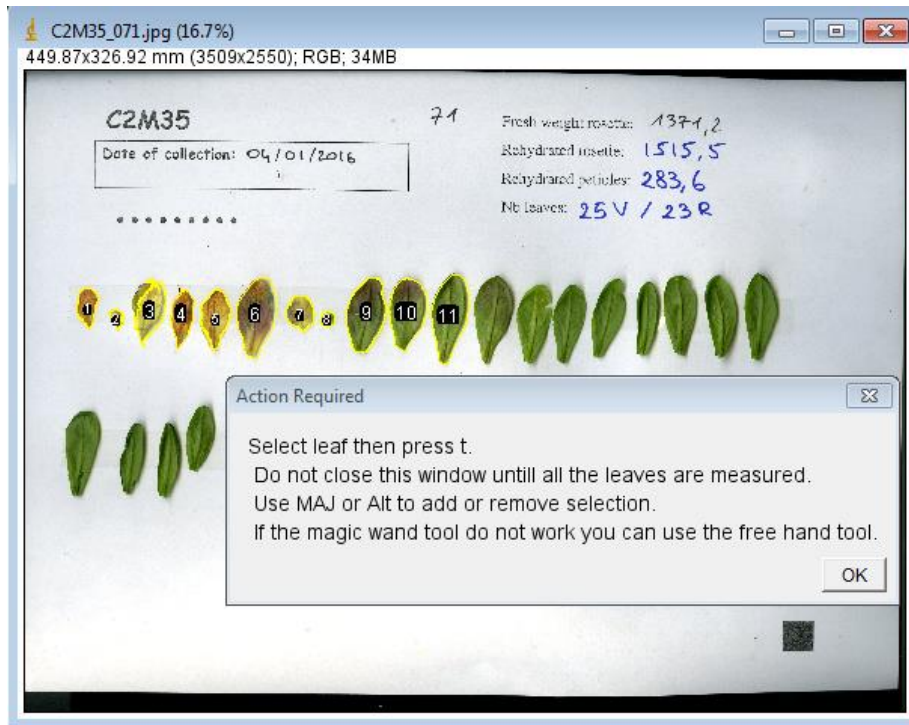 C2M35_071.jpg (16.7%)
449.87x326.92 mm (3509x2550); RGB; 34MB
C2M35
71
Fresh weight rosette: 1371,2
Date of collection: 04/01/2016
Rehydrated rosette: 1515,5
Rehydrated petioles: 283,6
Nb leaves: 25 V / 23 R
1 2 3 4 5 6 7 8 9 10 11
Action Required
Select leaf then press t.
Do not close this window untill all the leaves are measured.
Use MAJ or Alt to add or remove selection.
If the magic wand tool do not work you can use the free hand tool.
OK